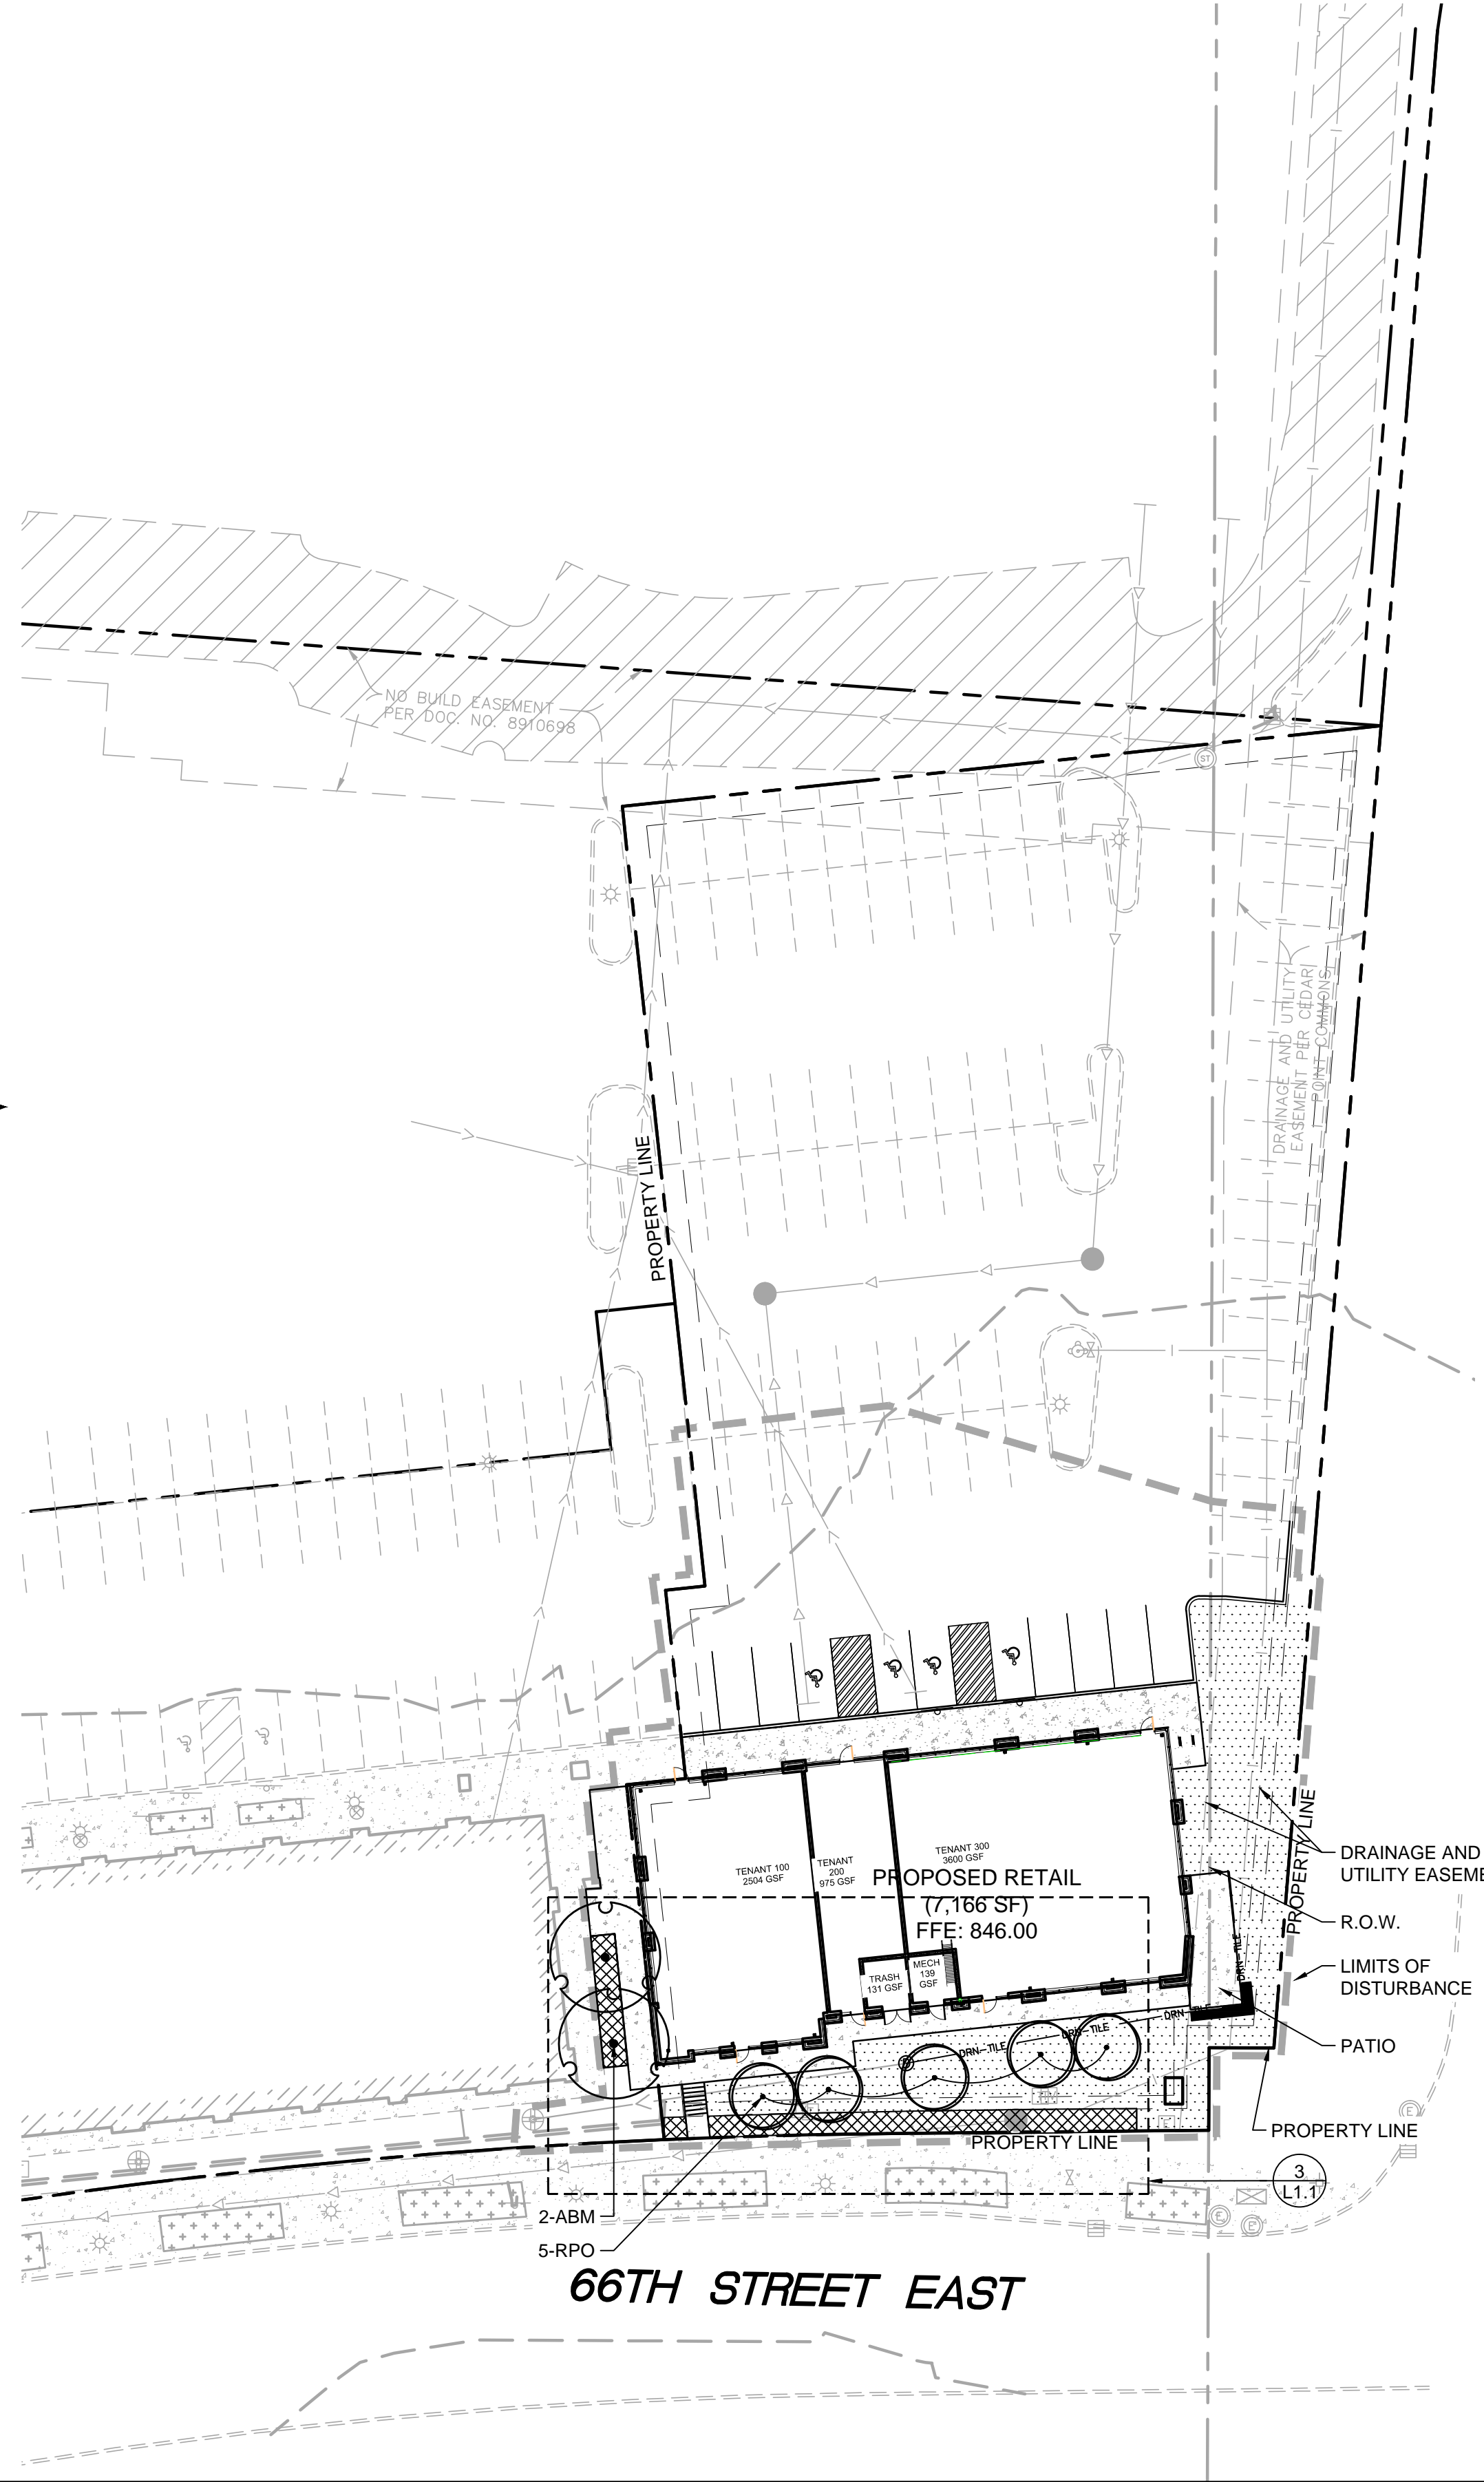 NO BUILD EASEMENT
PER DOC. NO. 8910698
ST
DRAINAGE AND UTILITY
EASEMENT PER CEDAR
POINT COMMONS
PROPERTY LINE
TENANT 100
2504 GSF
TENANT
200
975 GSF
TENANT 300
3600 GSF
PROPOSED RETAIL
(7,166 SF)
FFE: 846.00
TRASH
131 GSF
MECH
139
GSF
PROPERTY LINE
DRAINAGE AND
UTILITY EASEME
R.O.W.
LIMITS OF
DISTURBANCE
PATIO
PROPERTY LINE
DRN-TILE
DRN-TILE
DRN-TILE
DRN-TILE
PROPERTY LINE
3
L1.1
E
E
E
2-ABM
5-RPO
66TH STREET EAST